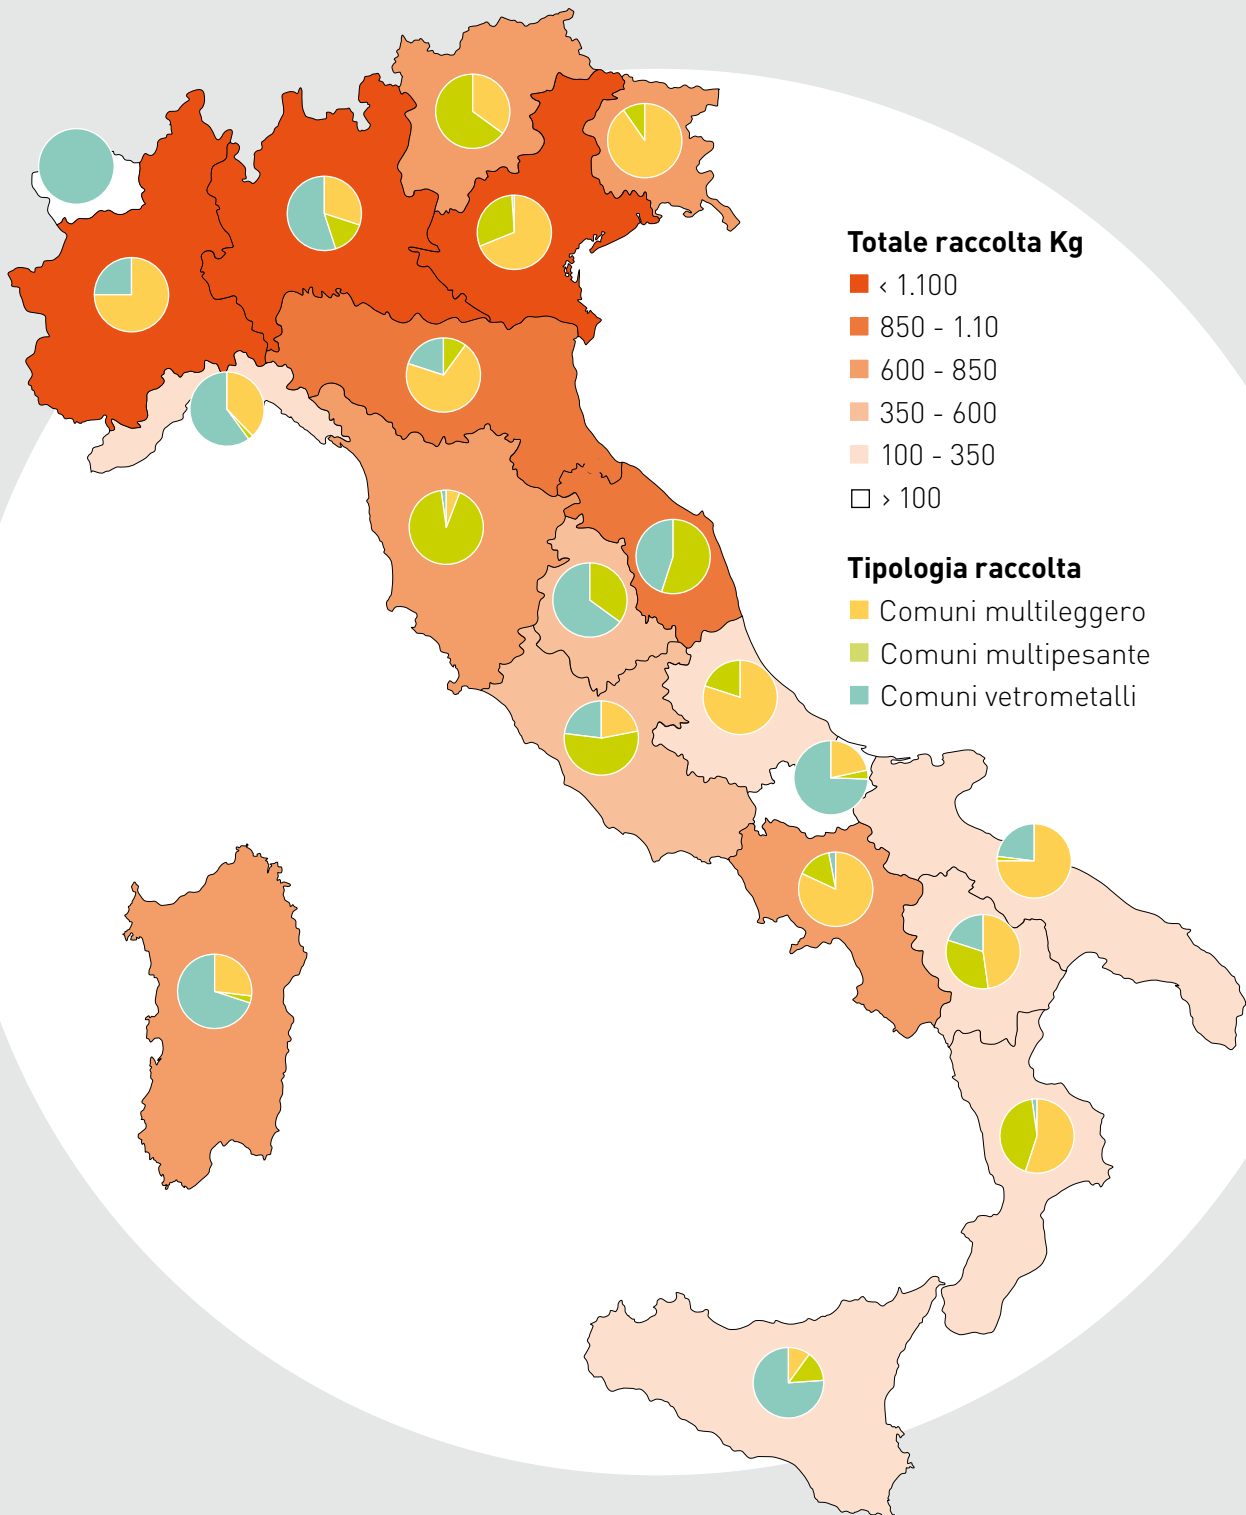 Totale raccolta Kg
‹ 1.100
850 - 1.10
600 - 850
350 - 600
100 - 350
› 100
Tipologia raccolta
Comuni multileggero
Comuni multipesante
Comuni vetrometalli